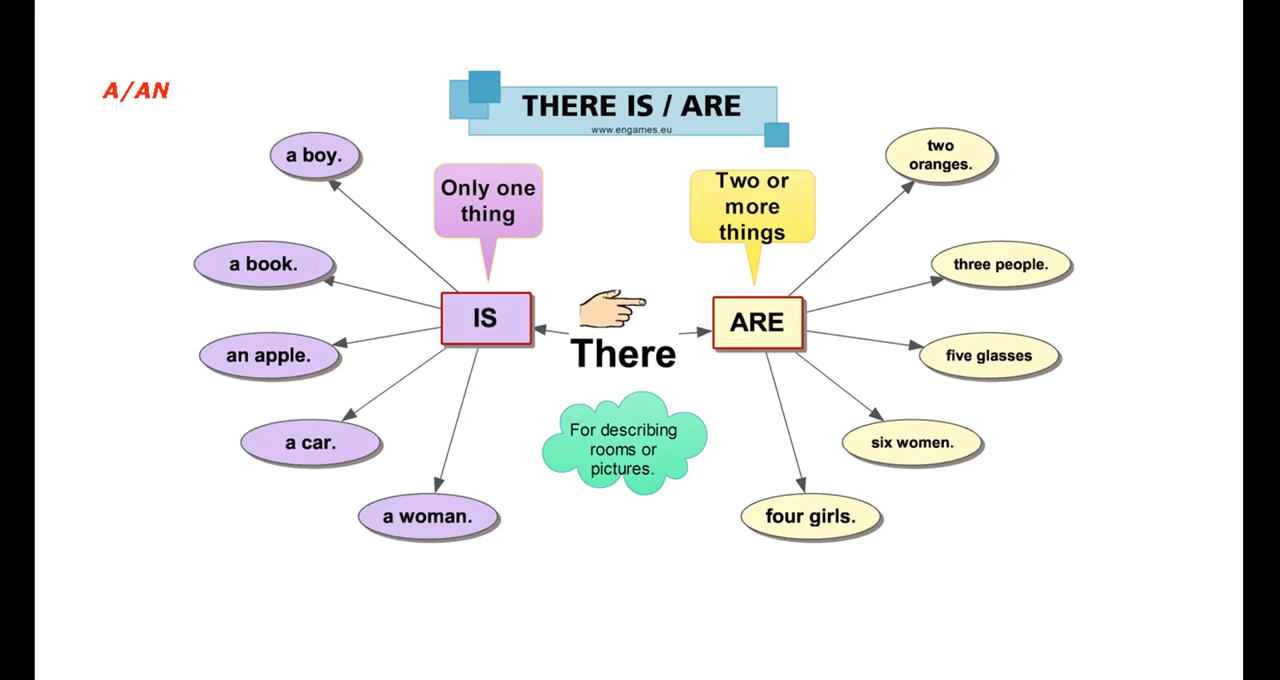 A/AN
THERE IS / ARE
www.engames.eu
a boy.
Only one
thing
Two or
more
things
two
oranges.
a book.
three people.
IS
ARE
There
an apple.
five glasses
a car.
For describing
rooms or
pictures.
six women.
a woman.
four girls.